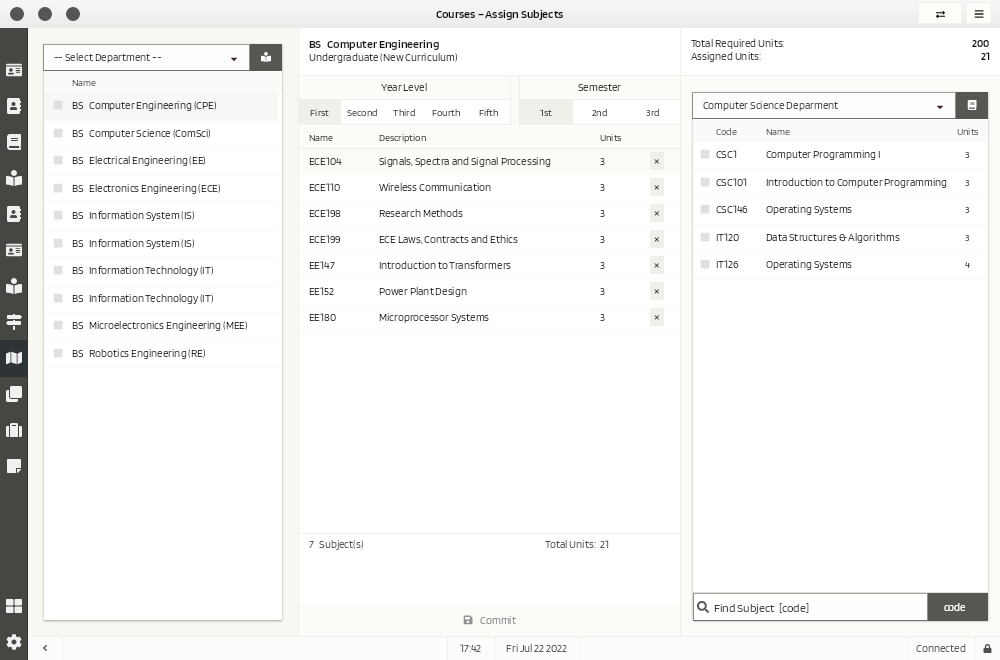 Courses – Assign Subjects
-- Select Department --
Name
BS Computer Engineering (CPE)
BS Computer Science (ComSci)
BS Electrical Engineering (EE)
BS Electronics Engineering (ECE)
BS Information System (IS)
BS Information System (IS)
BS Information Technology (IT)
BS Information Technology (IT)
BS Microelectronics Engineering (MEE)
BS Robotics Engineering (RE)
BS Computer Engineering
Undergraduate (New Curriculum)
Year Level Semester
First Second Third Fourth Fifth 1st 2nd 3rd
Name Description Units
ECE104 Signals, Spectra and Signal Processing 3 ×
ECE110 Wireless Communication 3 ×
ECE198 Research Methods 3 ×
ECE199 ECE Laws, Contracts and Ethics 3 ×
EE147 Introduction to Transformers 3 ×
EE152 Power Plant Design 3 ×
EE180 Microprocessor Systems 3 ×
7 Subject(s) Total Units: 21
Commit
Total Required Units: 200
Assigned Units: 21
Computer Science Deparment
Code Name Units
CSC1 Computer Programming I 3
CSC101 Introduction to Computer Programming 3
CSC146 Operating Systems 3
IT120 Data Structures & Algorithms 3
IT126 Operating Systems 4
Find Subject [code] code
17:42 Fri Jul 22 2022 Connected